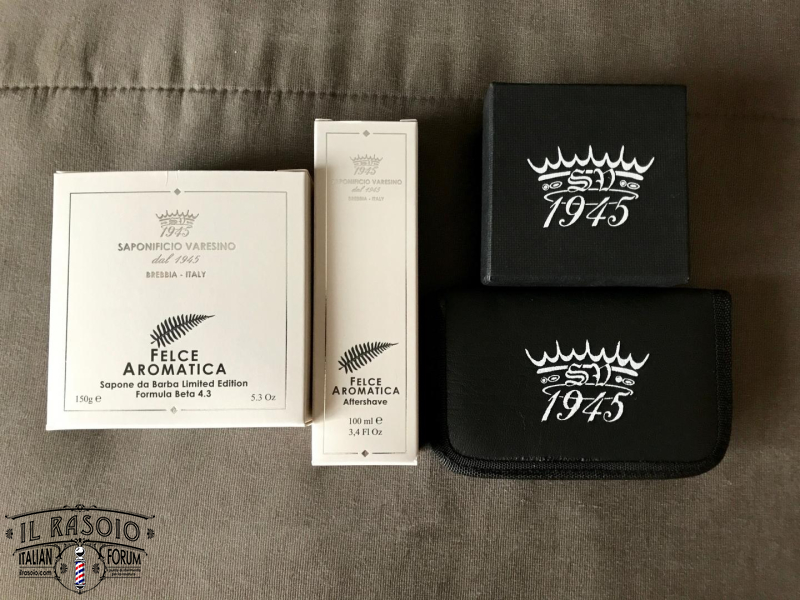 1945
SAPONIFICIO VARESINO
dal 1945
BREBBIA - ITALY
FELCE
AROMATICA
Sapone da Barba Limited Edition
Formula Beta 4.3
150g e
5.3 Oz
1945
SAPONIFICIO VARESINO
dal 1945
BREBBIA - ITALY
FELCE
AROMATICA
Aftershave
100 ml e
3,4 Fl Oz
SV
1945
SV
1945
IL RASOIO
ITALIAN
FORUM
ilrasoio.com